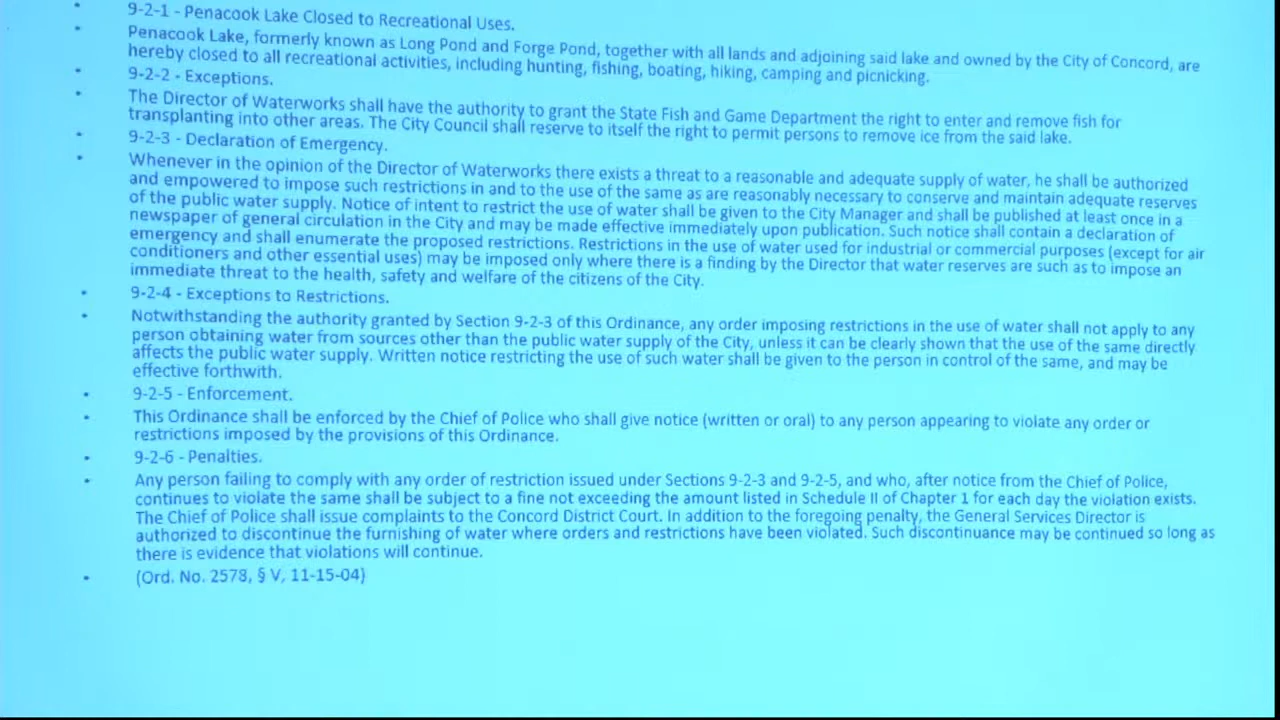 • 9-2-1 - Penacook Lake Closed to Recreational Uses.
• Penacook Lake, formerly known as Long Pond and Forge Pond, together with all lands and adjoining said lake and owned by the City of Concord, are
hereby closed to all recreational activities, including hunting, fishing, boating, hiking, camping and picnicking.
• 9-2-2 - Exceptions.
• The Director of Waterworks shall have the authority to grant the State Fish and Game Department the right to enter and remove fish for
transplanting into other areas. The City Council shall reserve to itself the right to permit persons to remove ice from the said lake.
• 9-2-3 - Declaration of Emergency.
• Whenever in the opinion of the Director of Waterworks there exists a threat to a reasonable and adequate supply of water, he shall be authorized
and empowered to impose such restrictions in and to the use of the same as are reasonably necessary to conserve and maintain adequate reserves
of the public water supply. Notice of intent to restrict the use of water shall be given to the City Manager and shall be published at least once in a
newspaper of general circulation in the City and may be made effective immediately upon publication. Such notice shall contain a declaration of
emergency and shall enumerate the proposed restrictions. Restrictions in the use of water used for industrial or commercial purposes (except for air
conditioners and other essential uses) may be imposed only where there is a finding by the Director that water reserves are such as to impose an
immediate threat to the health, safety and welfare of the citizens of the City.
• 9-2-4 - Exceptions to Restrictions.
• Notwithstanding the authority granted by Section 9-2-3 of this Ordinance, any order imposing restrictions in the use of water shall not apply to any
person obtaining water from sources other than the public water supply of the City, unless it can be clearly shown that the use of the same directly
affects the public water supply. Written notice restricting the use of such water shall be given to the person in control of the same, and may be
effective forthwith.
• 9-2-5 - Enforcement.
• This Ordinance shall be enforced by the Chief of Police who shall give notice (written or oral) to any person appearing to violate any order or
restrictions imposed by the provisions of this Ordinance.
• 9-2-6 - Penalties.
• Any person failing to comply with any order of restriction issued under Sections 9-2-3 and 9-2-5, and who, after notice from the Chief of Police,
continues to violate the same shall be subject to a fine not exceeding the amount listed in Schedule II of Chapter 1 for each day the violation exists.
The Chief of Police shall issue complaints to the Concord District Court. In addition to the foregoing penalty, the General Services Director is
authorized to discontinue the furnishing of water where orders and restrictions have been violated. Such discontinuance may be continued so long as
there is evidence that violations will continue.
• (Ord. No. 2578, § V, 11-15-04)